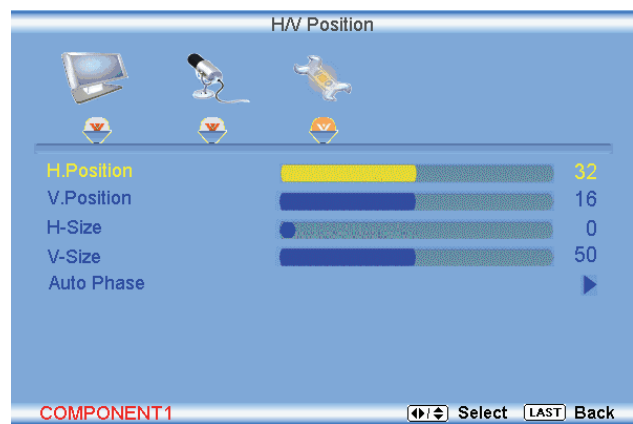 H/V Position
H.Position 32
V.Position 16
H-Size 0
V-Size 50
Auto Phase
COMPONENT1 Select LAST Back